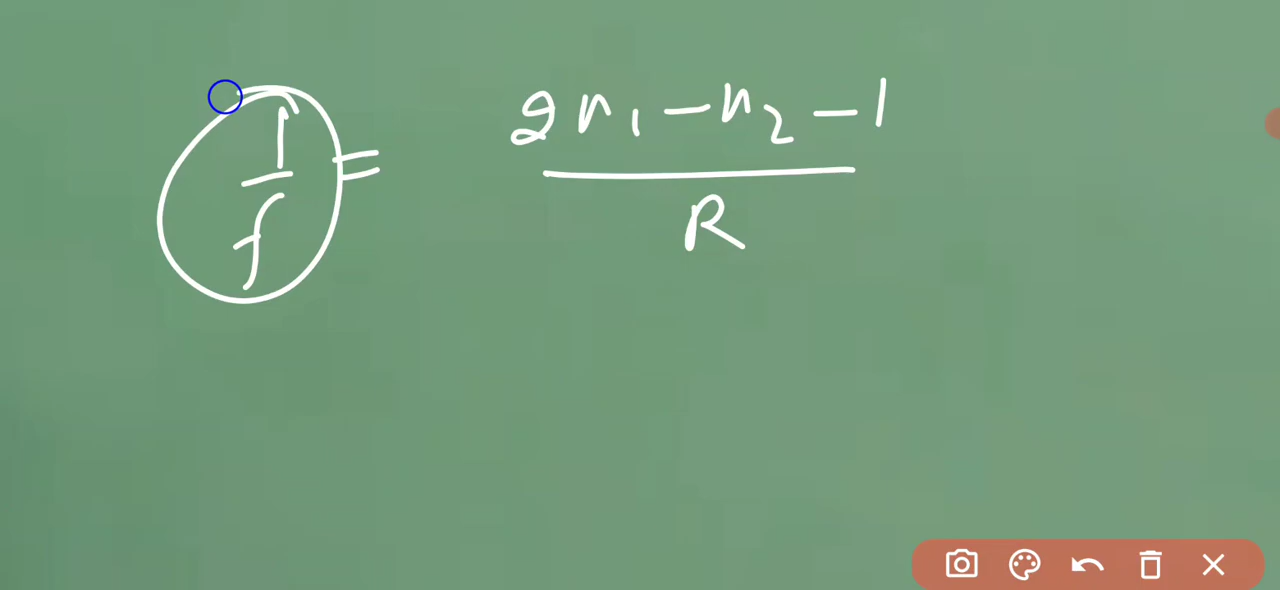 1/f = (2n₁ - n₂ - 1)/R